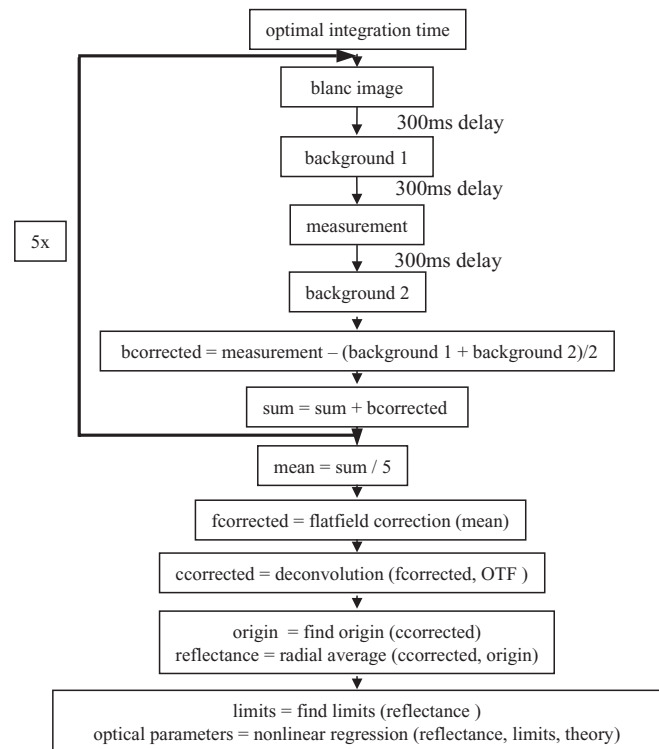 optimal integration time
blanc image
300ms delay
background 1
300ms delay
measurement
300ms delay
background 2
5x
bcorrected = measurement – (background 1 + background 2)/2
sum = sum + bcorrected
mean = sum / 5
fcorrected = flatfield correction (mean)
ccorrected = deconvolution (fcorrected, OTF )
origin = find origin (ccorrected)
reflectance = radial average (ccorrected, origin)
limits = find limits (reflectance )
optical parameters = nonlinear regression (reflectance, limits, theory)